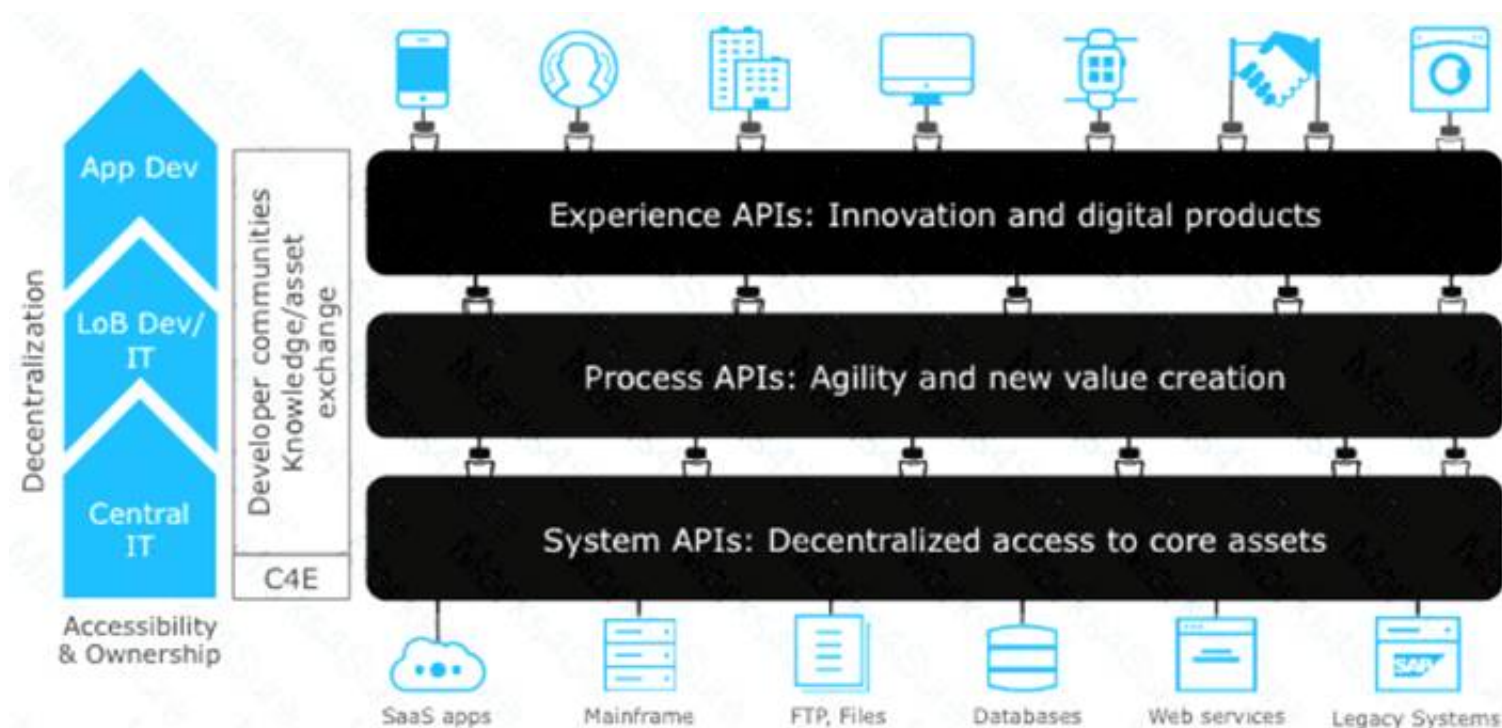 App Dev
LoB Dev/
IT
Central
IT
Decentralization
Accessibility
& Ownership
Developer communities
Knowledge/asset
exchange
C4E
Experience APIs: Innovation and digital products
Process APIs: Agility and new value creation
System APIs: Decentralized access to core assets
SAP
SaaS apps
Mainframe
FTP, Files
Databases
Web services
Legacy Systems